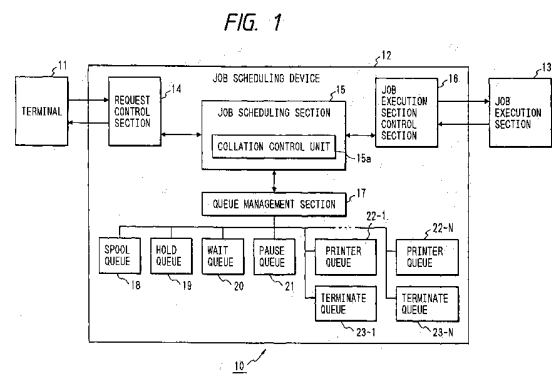 FIG. 1
12
11
TERMINAL
JOB SCHEDULING DEVICE
14
REQUEST
CONTROL
SECTION
15
JOB SCHEDULING SECTION
COLLATION CONTROL UNIT
15a
16
JOB
EXECUTION
SECTION
CONTROL
SECTION
13
JOB
EXECUTION
SECTION
17
QUEUE MANAGEMENT SECTION
SPOOL
QUEUE
18
HOLD
QUEUE
19
WAIT
QUEUE
20
PAUSE
QUEUE
21
22-1
PRINTER
QUEUE
22-N
PRINTER
QUEUE
TERMINATE
QUEUE
23-1
TERMINATE
QUEUE
23-N
10